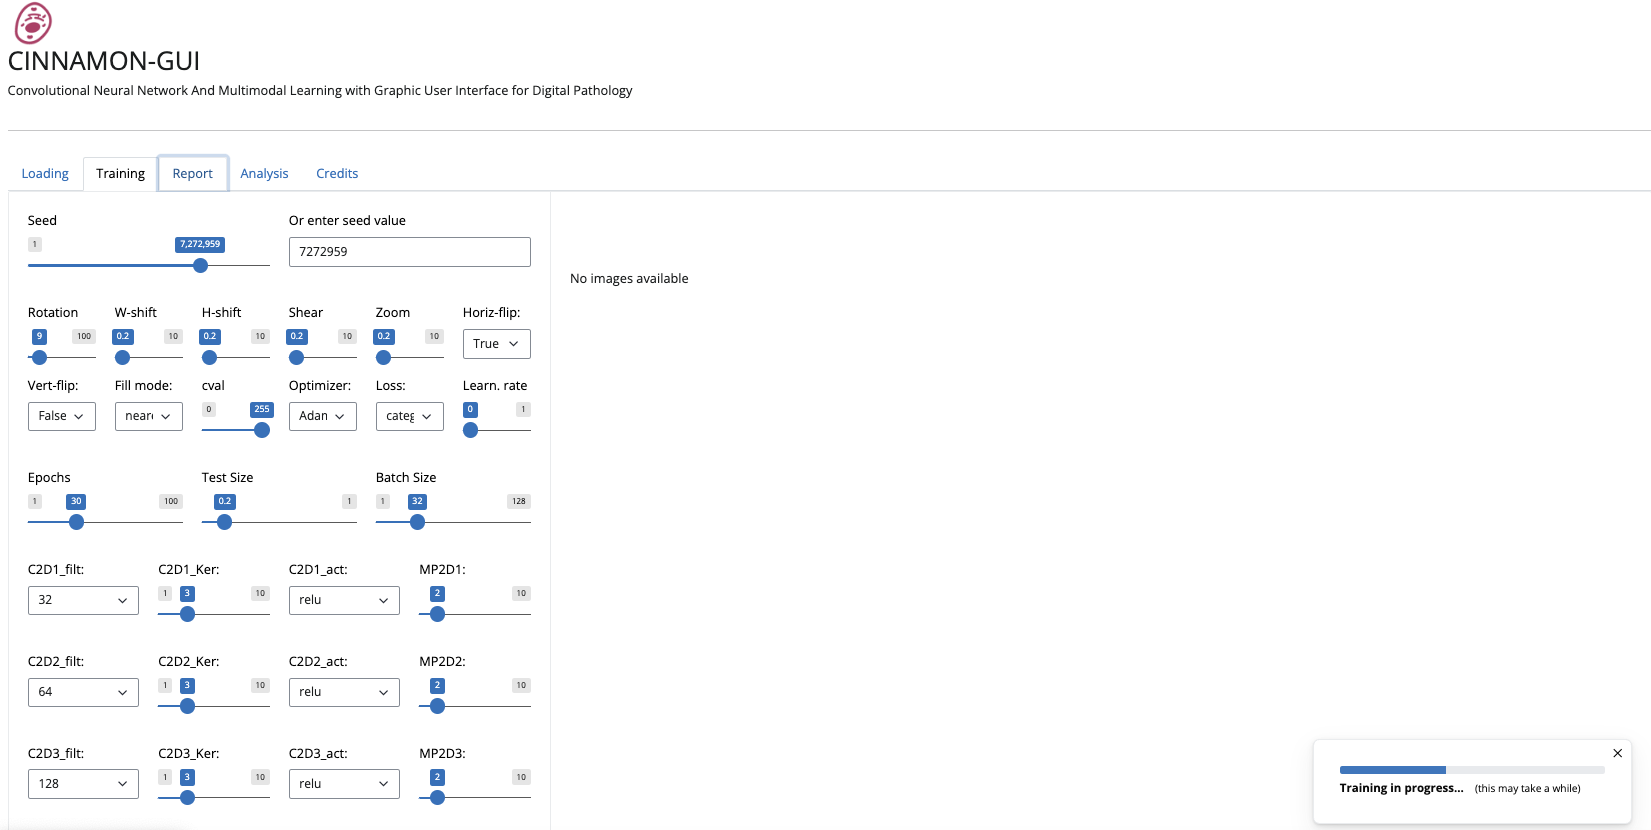 CINNAMON-GUI
Convolutional Neural Network And Multimodal Learning with Graphic User Interface for Digital Pathology
Loading Training Report Analysis Credits
Seed Or enter seed value
1 7,272,959 7272959
No images available
Rotation W-shift H-shift Shear Zoom Horiz-flip:
9 100 0.2 10 0.2 10 0.2 10 0.2 10 True
Vert-flip: Fill mode: cval Optimizer: Loss: Learn. rate
False neare 0 255 Adam categ 0 1
Epochs Test Size Batch Size
1 30 100 0.2 1 1 32 128
C2D1_filt: C2D1_Ker: C2D1_act: MP2D1:
32 1 3 10 relu 2 10
C2D2_filt: C2D2_Ker: C2D2_act: MP2D2:
64 1 3 10 relu 2 10
C2D3_filt: C2D3_Ker: C2D3_act: MP2D3:
128 1 3 10 relu 2 10
Training in progress... (this may take a while)